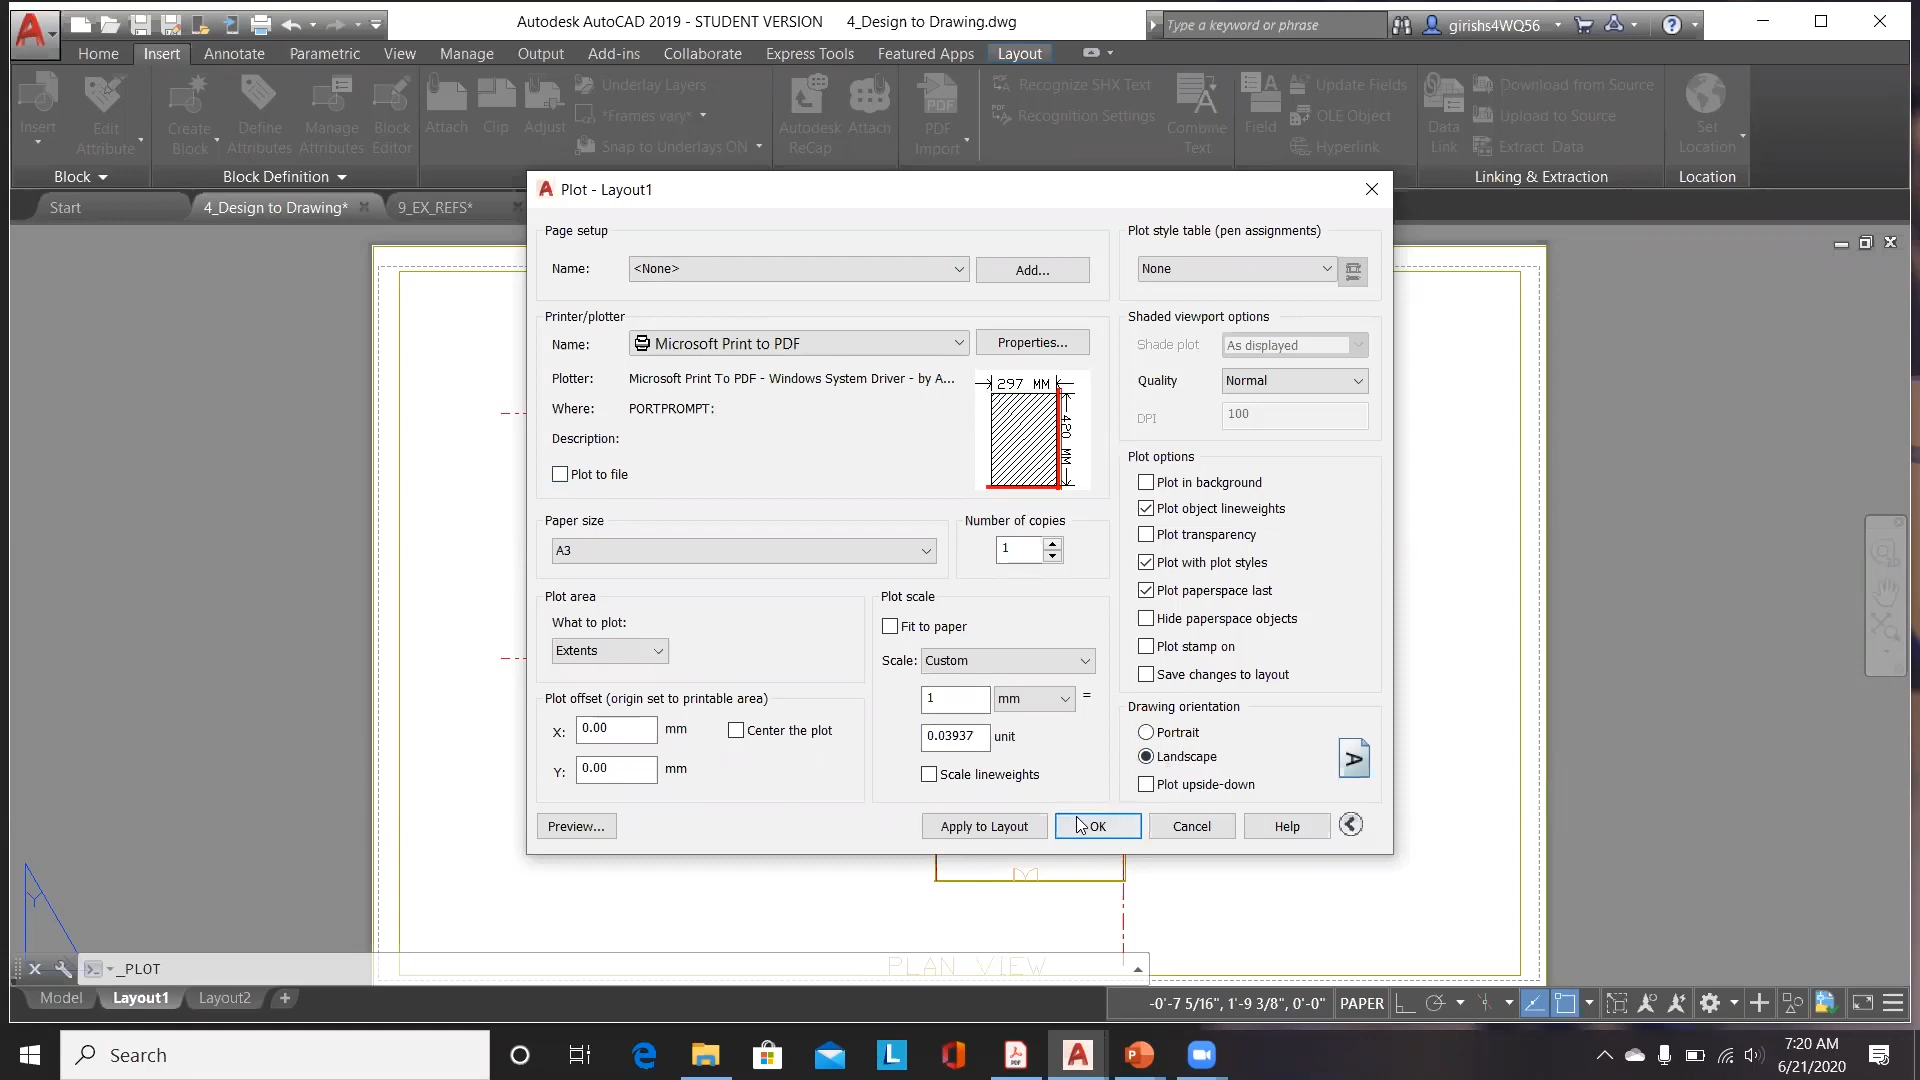 Autodesk AutoCAD 2019 - STUDENT VERSION 4_Design to Drawing.dwg
Type a keyword or phrase
girishs4WQ56
Home Insert Annotate Parametric View Manage Output Add-ins Collaborate Express Tools Featured Apps Layout
Insert
Edit Attribute
Create Block
Define Attributes
Manage Attributes
Block Editor
Attach
Clip
Adjust
Underlay Layers
*Frames vary*
Snap to Underlays ON
Autodesk ReCap
Attach
PDF
PDF Import
Recognize SHX Text
Recognition Settings
Combine Text
Field
Update Fields
OLE Object
Hyperlink
Data Link
Download from Source
Upload to Source
Extract Data
Set Location
Block
Block Definition
Linking & Extraction
Location
Start
4_Design to Drawing*
9_EX_REFS*
Plot - Layout1
Page setup
Name: <None> Add...
Printer/plotter
Name: Microsoft Print to PDF Properties...
Plotter: Microsoft Print To PDF - Windows System Driver - by A...
Where: PORTPROMPT:
Description:
Plot to file
297 MM
420 MM
Paper size
A3
Number of copies
1
Plot area
What to plot:
Extents
Plot offset (origin set to printable area)
X: 0.00 mm
Center the plot
Y: 0.00 mm
Plot scale
Fit to paper
Scale: Custom
1 mm =
0.03937 unit
Scale lineweights
Plot style table (pen assignments)
None
Shaded viewport options
Shade plot As displayed
Quality Normal
DPI 100
Plot options
Plot in background
Plot object lineweights
Plot transparency
Plot with plot styles
Plot paperspace last
Hide paperspace objects
Plot stamp on
Save changes to layout
Drawing orientation
Portrait
Landscape
Plot upside-down
A
Preview... Apply to Layout OK Cancel Help
Y
_PLOT
PLAN VIEW
Model Layout1 Layout2
-0'-7 5/16", 1'-9 3/8", 0'-0" PAPER
Search
7:20 AM
6/21/2020